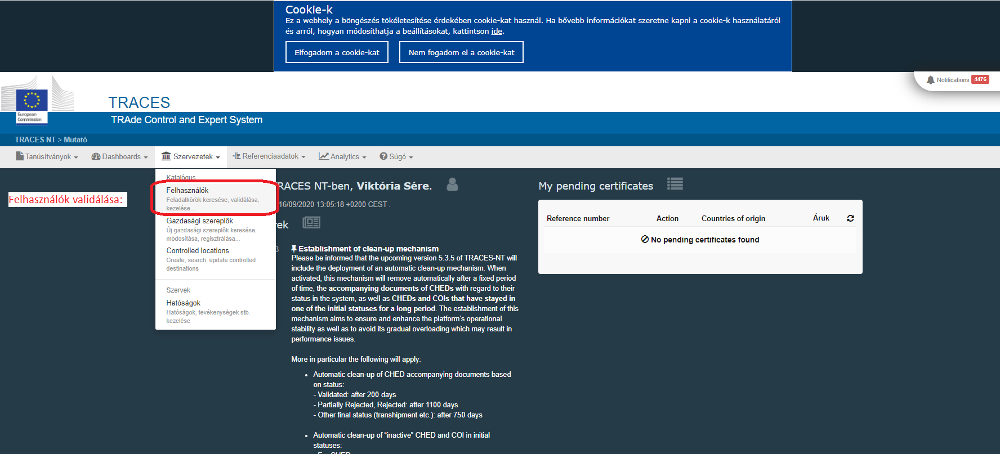 Cookie-k
Ez a webhely a böngészés tökéletesítése érdekében cookie-kat használ. Ha bővebb információkat szeretne kapni a cookie-k használatáról
és arról, hogyan módosíthatja a beállításokat, kattintson ide.
Elfogadom a cookie-kat
Nem fogadom el a cookie-kat
Notifications 4476
European
Commission
TRACES
TRAde Control and Expert System
TRACES NT > Mutató
Tanúsítványok
Dashboards
Szervezetek
Referenciaadatok
Analytics
Súgó
Felhasználók validálása:
Katalógus
Felhasználók
Feladatkörök keresése, validálása,
kezelése...
Gazdasági szereplők
Új gazdasági szereplők keresése,
módosítása, regisztrálása...
Controlled locations
Create, search, update controlled
destinations
Szervek
Hatóságok
Hatóságok, tevékenységek stb.
kezelése
RACES NT-ben, Viktória Sére.
16/09/2020 13:05:18 +0200 CEST .
rek
3
Establishment of clean-up mechanism
Please be informed that the upcoming version 5.3.5 of TRACES-NT will
include the deployment of an automatic clean-up mechanism. When
activated, this mechanism will remove automatically after a fixed period
of time, the accompanying documents of CHEDs with regard to their
status in the system, as well as CHEDs and COIs that have stayed in
one of the initial statuses for a long period. The establishment of this
mechanism aims to ensure and enhance the platform's operational
stability as well as to avoid its gradual overloading which may result in
performance issues.
More in particular the following will apply:
• Automatic clean-up of CHED accompanying documents based
on status:
- Validated: after 200 days
- Partially Rejected, Rejected: after 1100 days
- Other final status (transhipment etc.): after 750 days
• Automatic clean-up of “inactive” CHED and COI in initial
statuses:
My pending certificates
Reference number
Action
Countries of origin
Áruk
No pending certificates found